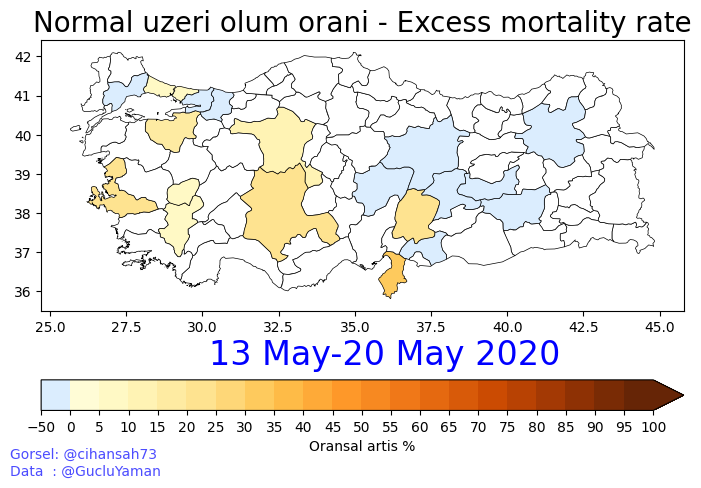 Normal uzeri olum orani - Excess mortality rate
42
41
40
39
38
37
36
25.0 27.5 30.0 32.5 35.0 37.5 40.0 42.5 45.0
13 May-20 May 2020
−50 0 5 10 15 20 25 30 35 40 45 50 55 60 65 70 75 80 85 90 95 100
Oransal artis %
Gorsel: @cihansah73
Data  : @GucluYaman